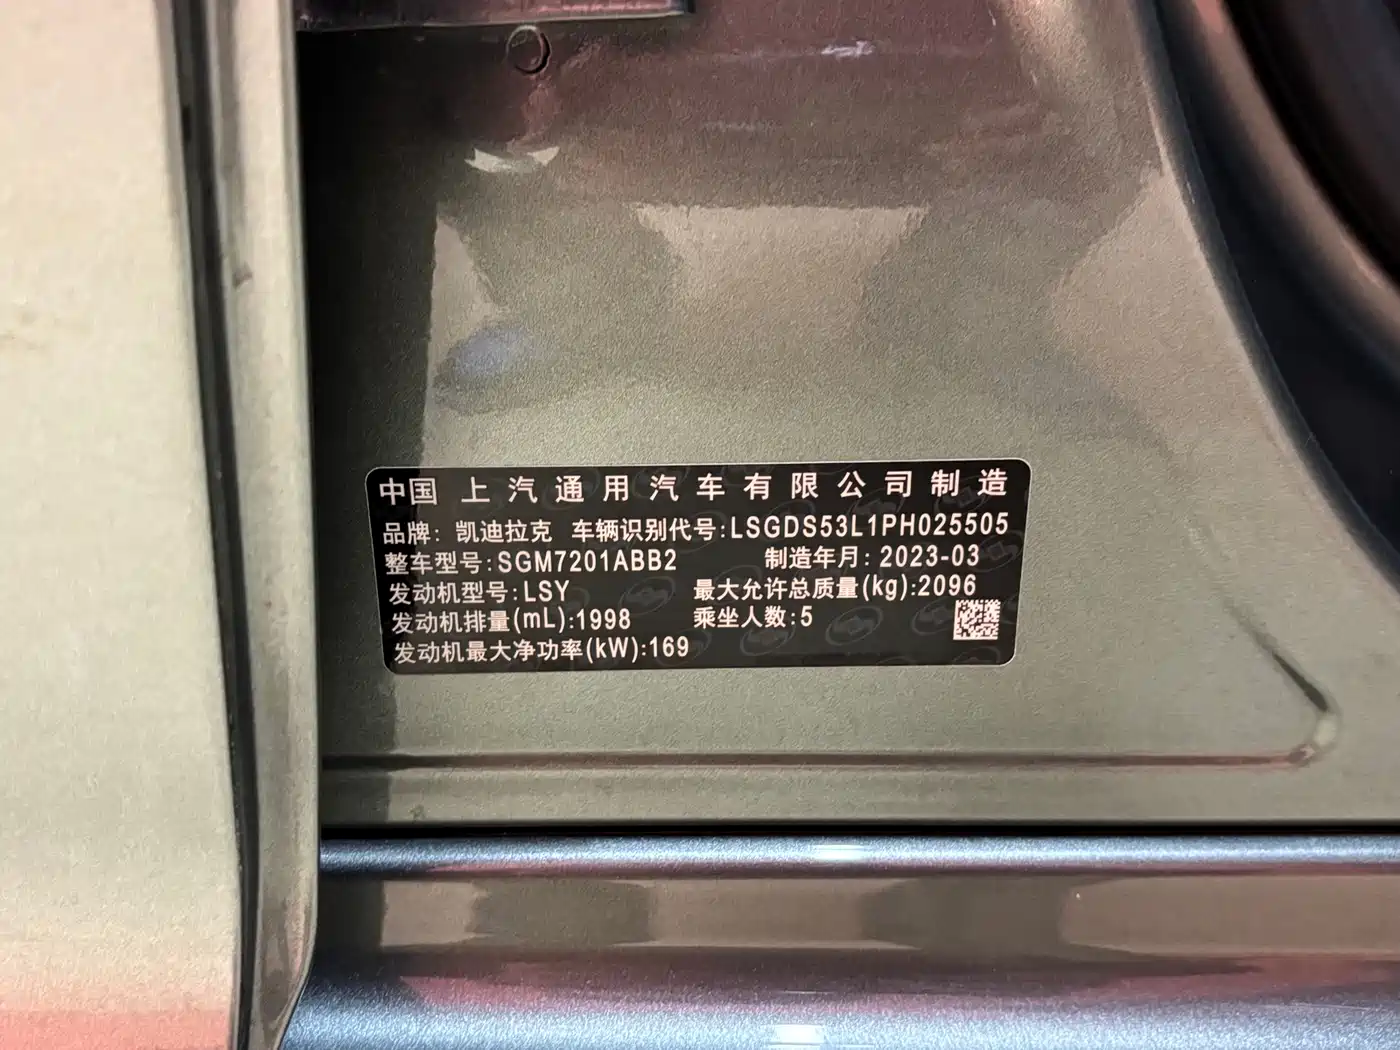 中国 上汽通用汽车有限公司制造
品牌: 凯迪拉克 车辆识别代号:LSGDS53L1PH025505
整车型号:SGM7201ABB2 制造年月: 2023-03
发动机型号:LSY 最大允许总质量(kg):2096
发动机排量(mL):1998 乘坐人数:5
发动机最大净功率(kW):169